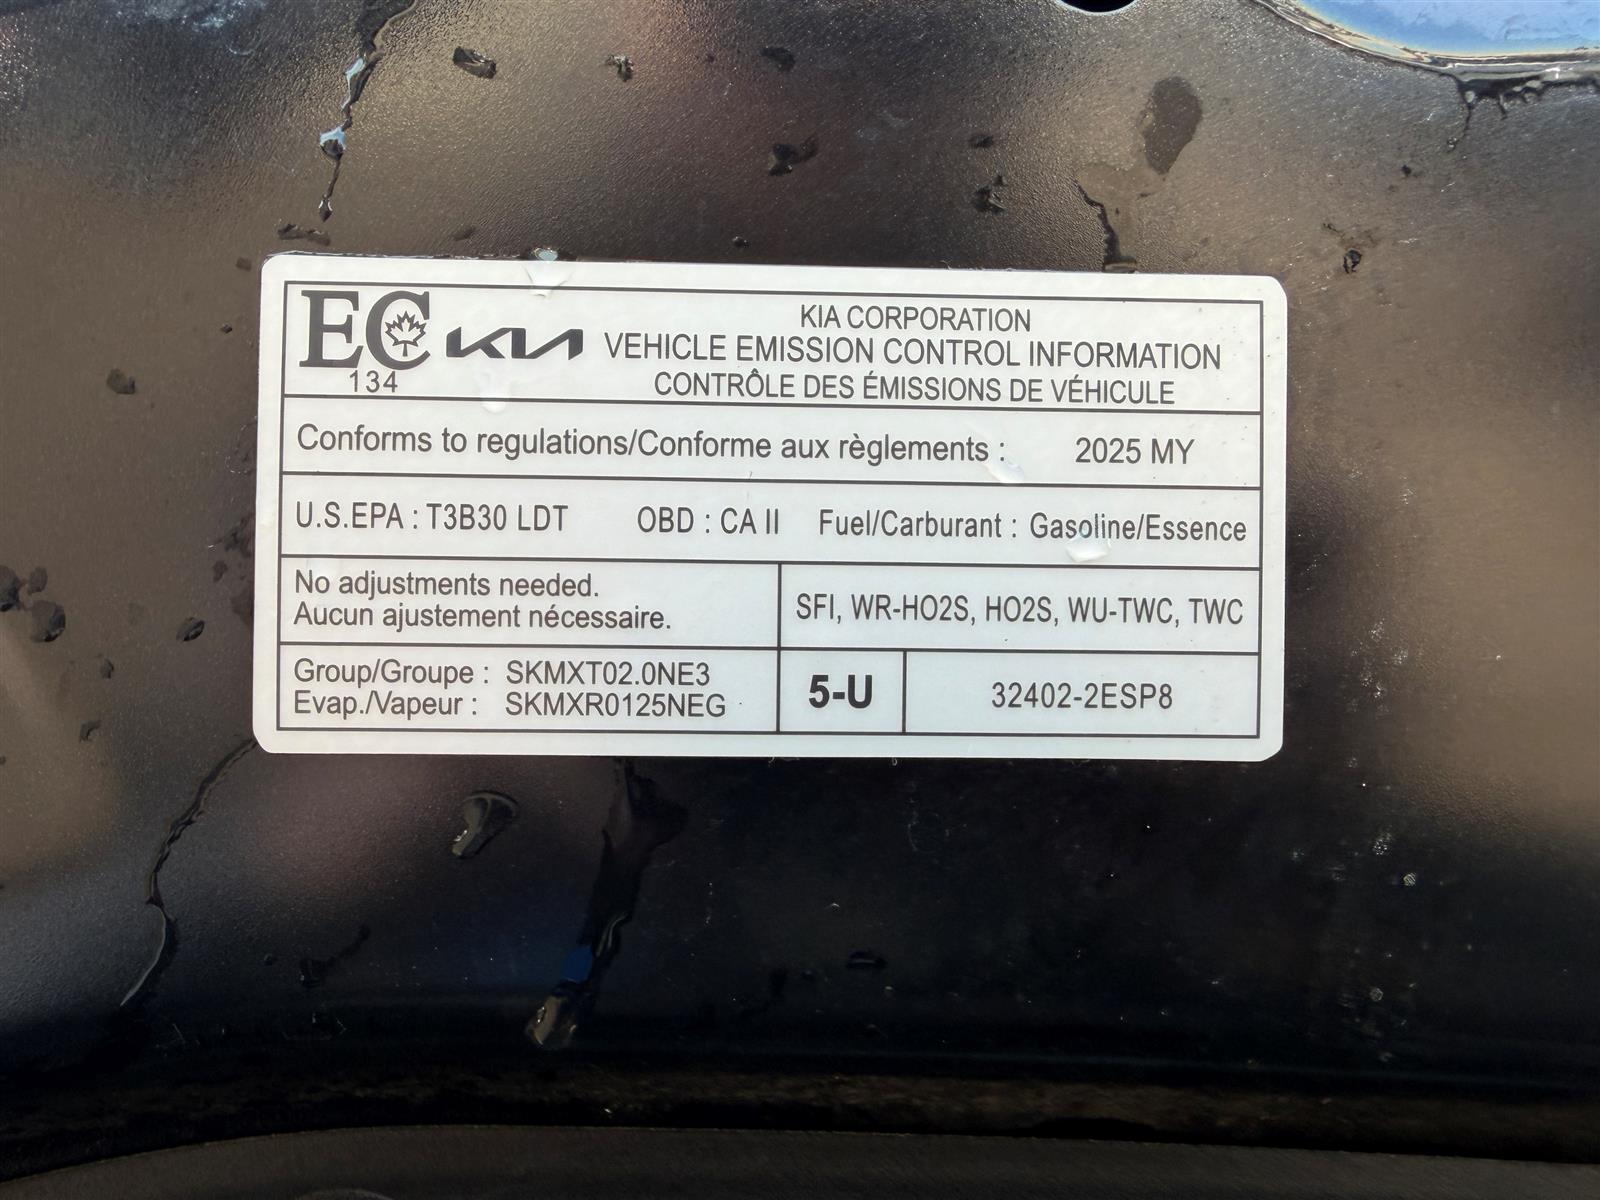 EC KIA KIA CORPORATION
134 VEHICLE EMISSION CONTROL INFORMATION
CONTRÔLE DES ÉMISSIONS DE VÉHICULE
Conforms to regulations/Conforme aux règlements : 2025 MY
U.S.EPA : T3B30 LDT OBD : CA II Fuel/Carburant : Gasoline/Essence
No adjustments needed.
Aucun ajustement nécessaire.
SFI, WR-HO2S, HO2S, WU-TWC, TWC
Group/Groupe : SKMXT02.0NE3
Evap./Vapeur : SKMXR0125NEG
5-U
32402-2ESP8